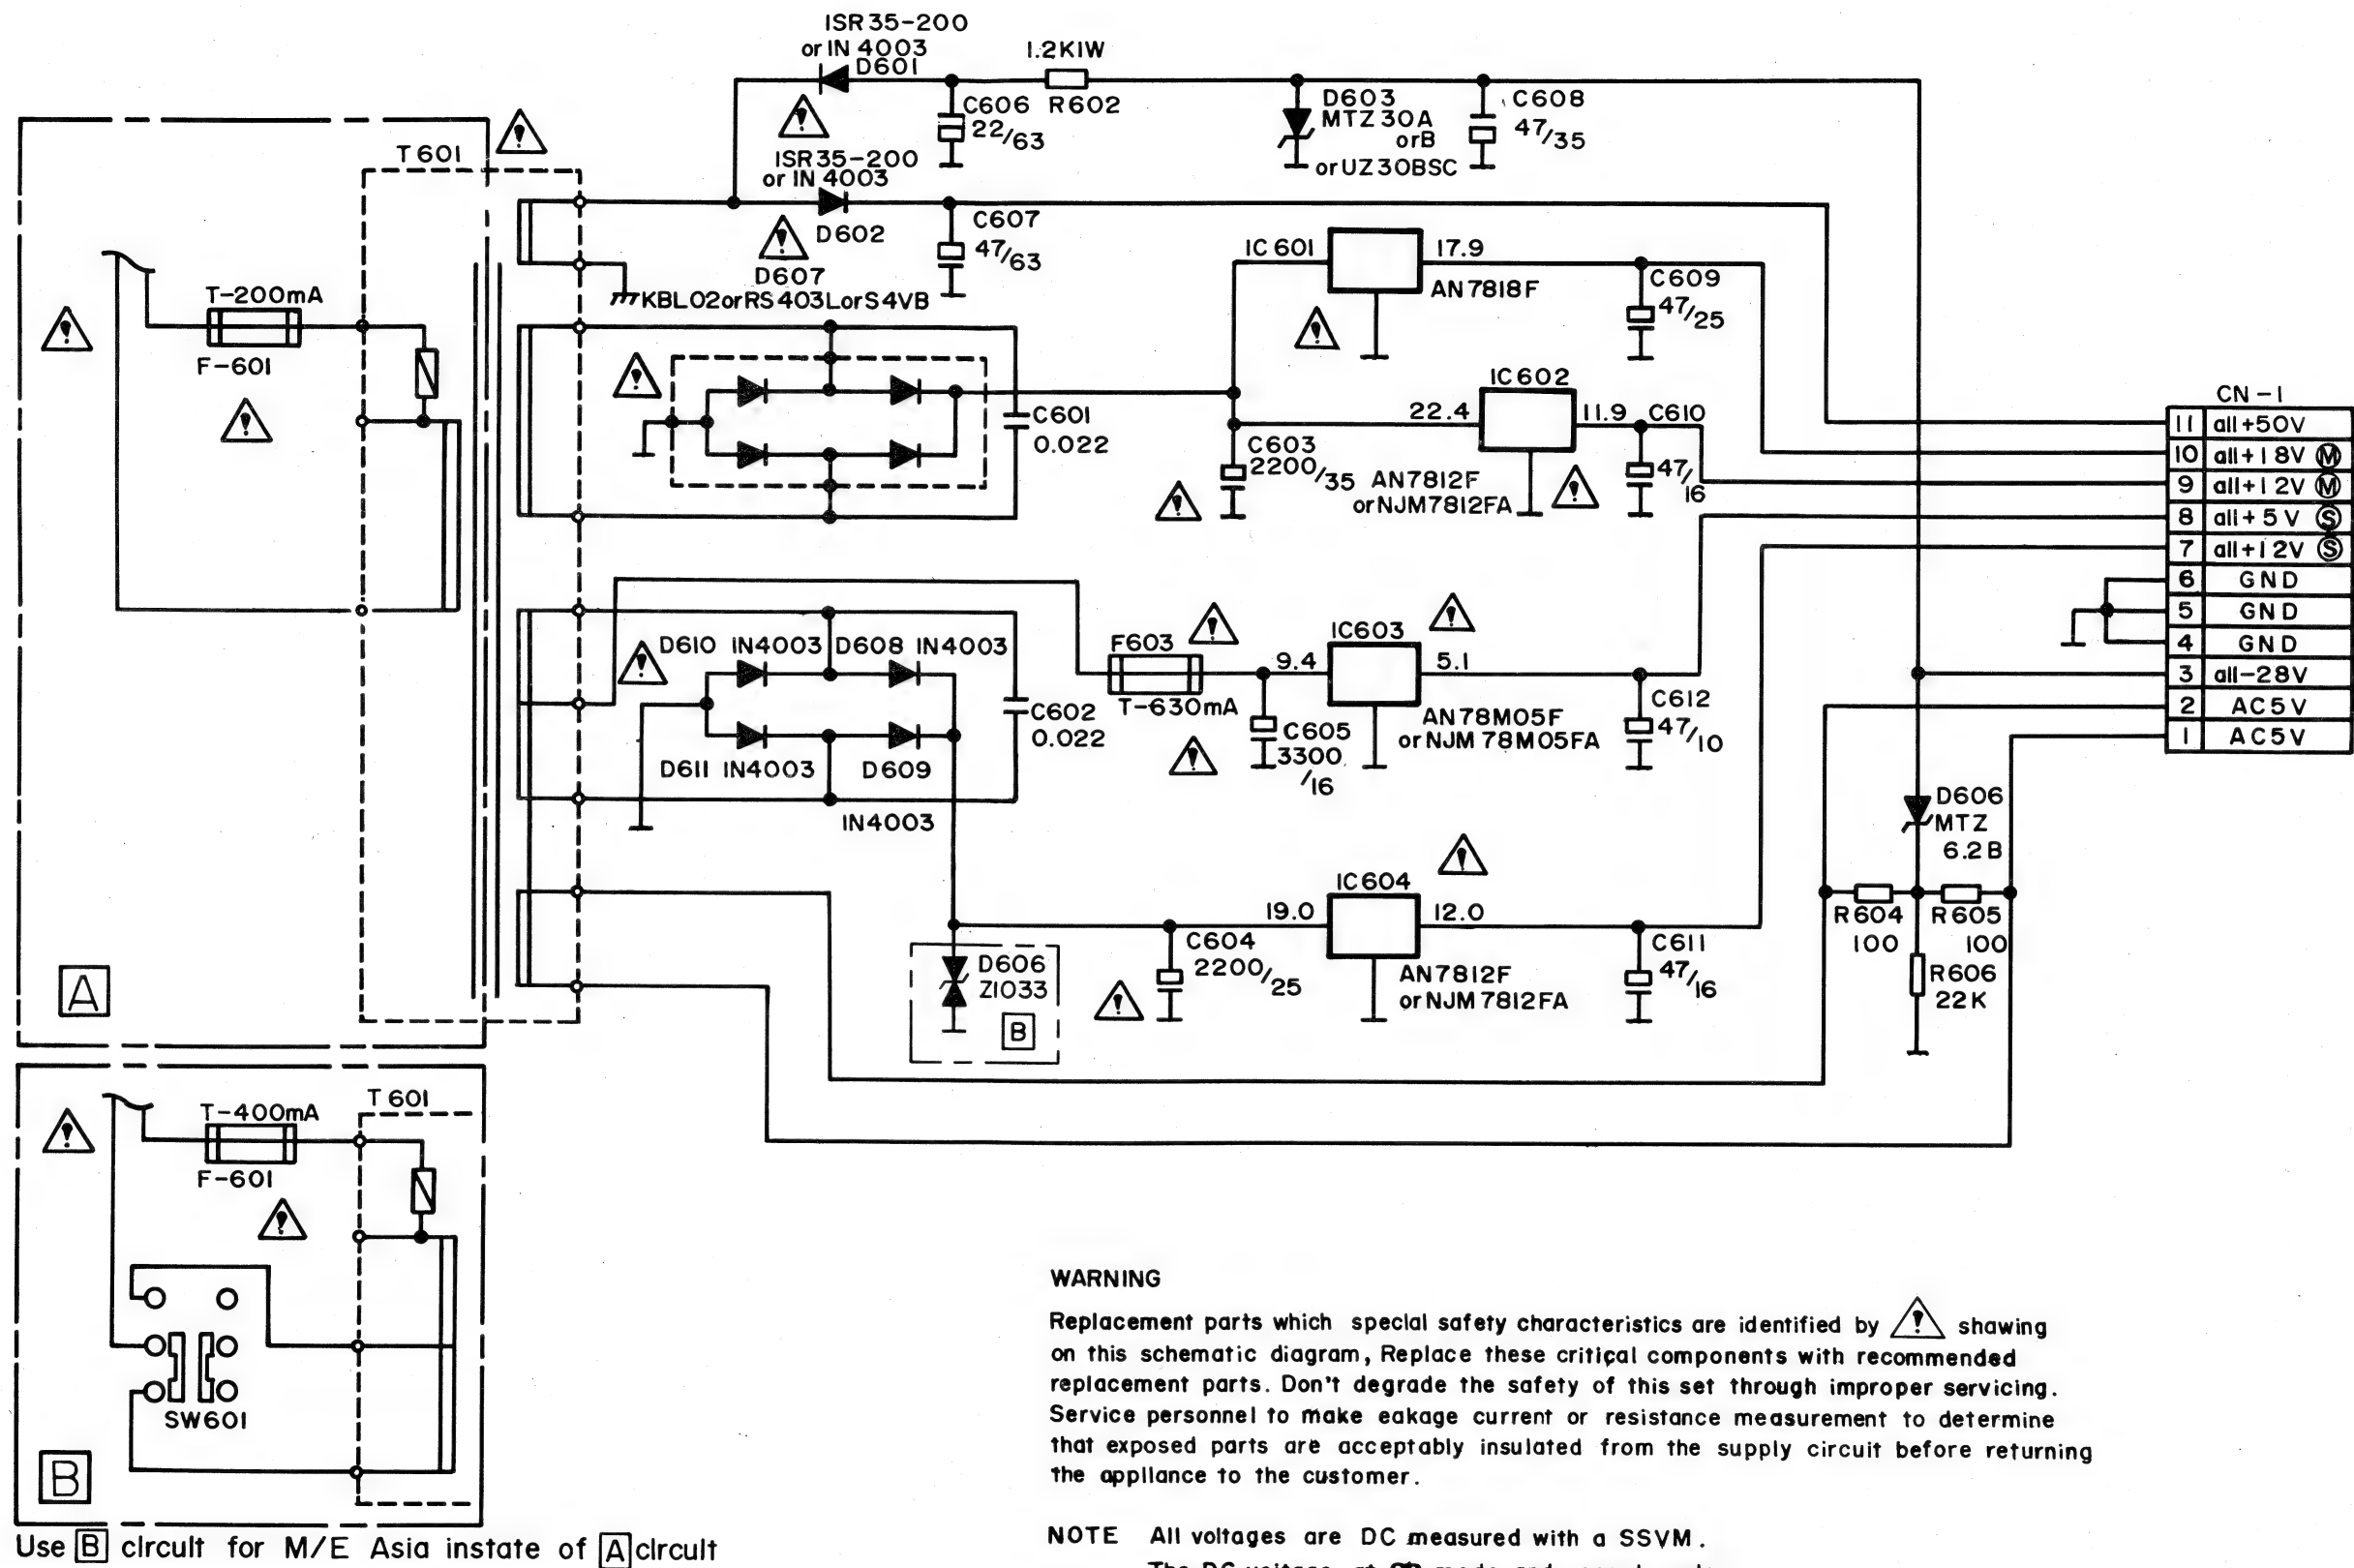 ISR35-200
or IN 4003
D601
1.2K1W
R602
C606
22/63
D603
MTZ30A
orB
or UZ30BSC
C608
47/35
T601
ISR35-200
or IN 4003
D602
C607
47/63
D607
KBL02orRS403LorS4VB
IC601
17.9
AN7818F
C609
47/25
T-200mA
F-601
C601
0.022
IC602
22.4
11.9
C610
47/16
C603
2200/35
AN7812F
orNJM7812FA
CN-1
11 all+50V
10 all+18V M
9 all+12V M
8 all+5V S
7 all+12V S
6 GND
5 GND
4 GND
3 all-28V
2 AC5V
1 AC5V
D610 IN4003
D608 IN4003
D611 IN4003
D609
IN4003
C602
0.022
F603
T-630mA
9.4
IC603
5.1
C605
3300
/16
AN78M05F
or NJM78M05FA
C612
47/10
D606
MTZ
6.2B
R604
100
R605
100
R606
22K
19.0
IC604
12.0
C604
2200/25
AN7812F
orNJM7812FA
C611
47/16
D606
Z1033
B
A
T-400mA
F-601
T601
SW601
B
Use B circuit for M/E Asia instate of A circuit
WARNING
Replacement parts which special safety characteristics are identified by ! shawing
on this schematic diagram, Replace these critical components with recommended
replacement parts. Don't degrade the safety of this set through improper servicing.
Service personnel to make eakage current or resistance measurement to determine
that exposed parts are acceptably insulated from the supply circuit before returning
the appliance to the customer.
NOTE All voltages are DC measured with a SSVM.